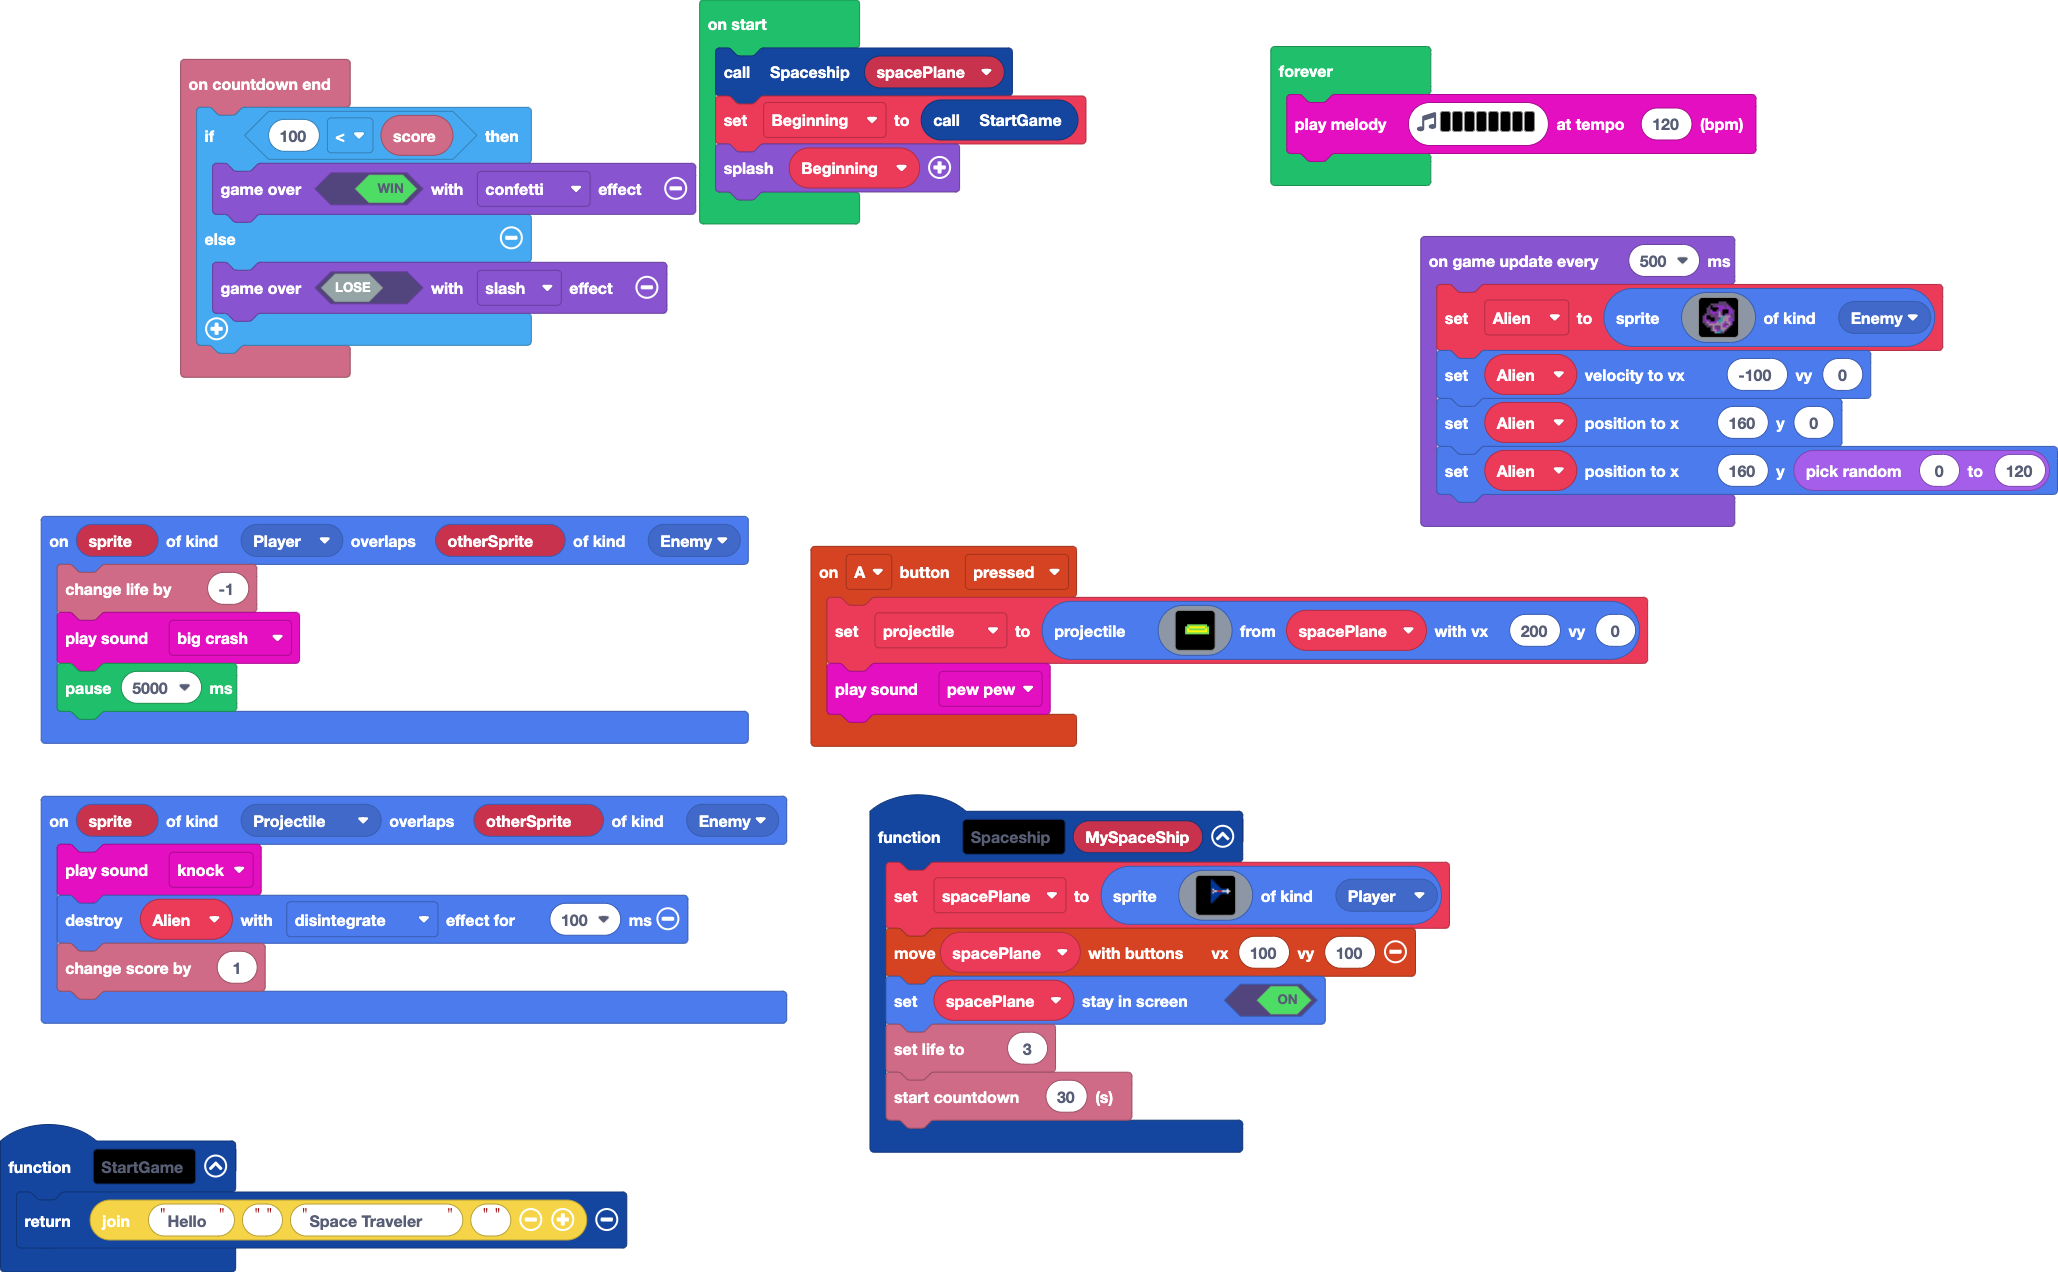 on start
call Spaceship spacePlane
set Beginning to call StartGame
splash Beginning
on countdown end
if 100 < score then
game over WIN with confetti effect
else
game over LOSE with slash effect
forever
play melody at tempo 120 (bpm)
on game update every 500 ms
set Alien to sprite of kind Enemy
set Alien velocity to vx -100 vy 0
set Alien position to x 160 y 0
set Alien position to x 160 y pick random 0 to 120
on sprite of kind Player overlaps otherSprite of kind Enemy
change life by -1
play sound big crash
pause 5000 ms
on A button pressed
set projectile to projectile from spacePlane with vx 200 vy 0
play sound pew pew
on sprite of kind Projectile overlaps otherSprite of kind Enemy
play sound knock
destroy Alien with disintegrate effect for 100 ms
change score by 1
function Spaceship MySpaceShip
set spacePlane to sprite of kind Player
move spacePlane with buttons vx 100 vy 100
set spacePlane stay in screen ON
set life to 3
start countdown 30 (s)
function StartGame
return join "Hello " " " "Space Traveler " " "